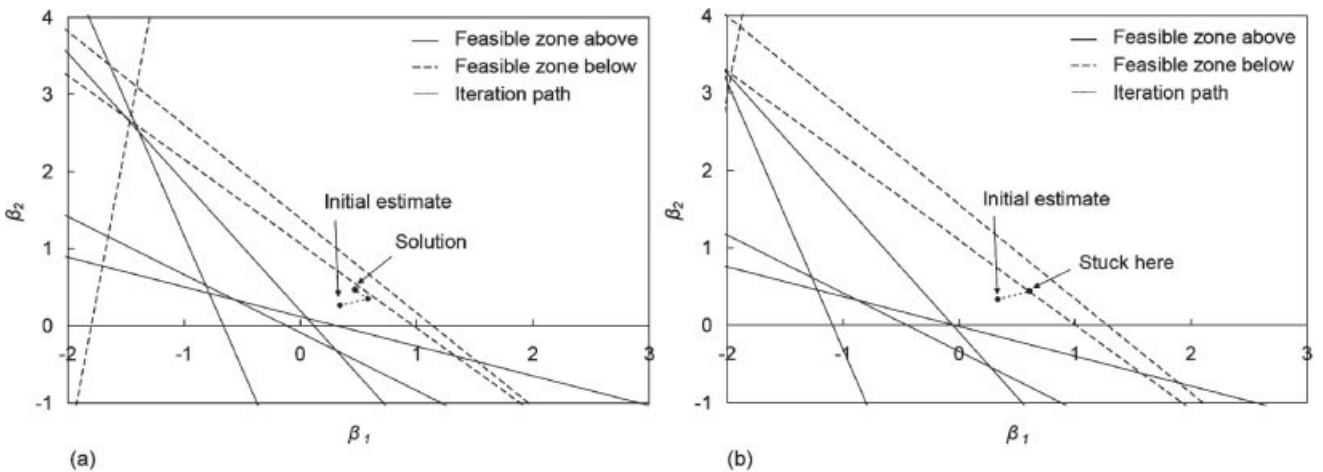 4
3
2
1
0
-1
-2
-1
0
1
2
3
β2
β1
Feasible zone above
Feasible zone below
Iteration path
Initial estimate
Solution
(a)
4
3
2
1
0
-1
-2
-1
0
1
2
3
β2
β1
Feasible zone above
Feasible zone below
Iteration path
Initial estimate
Stuck here
(b)